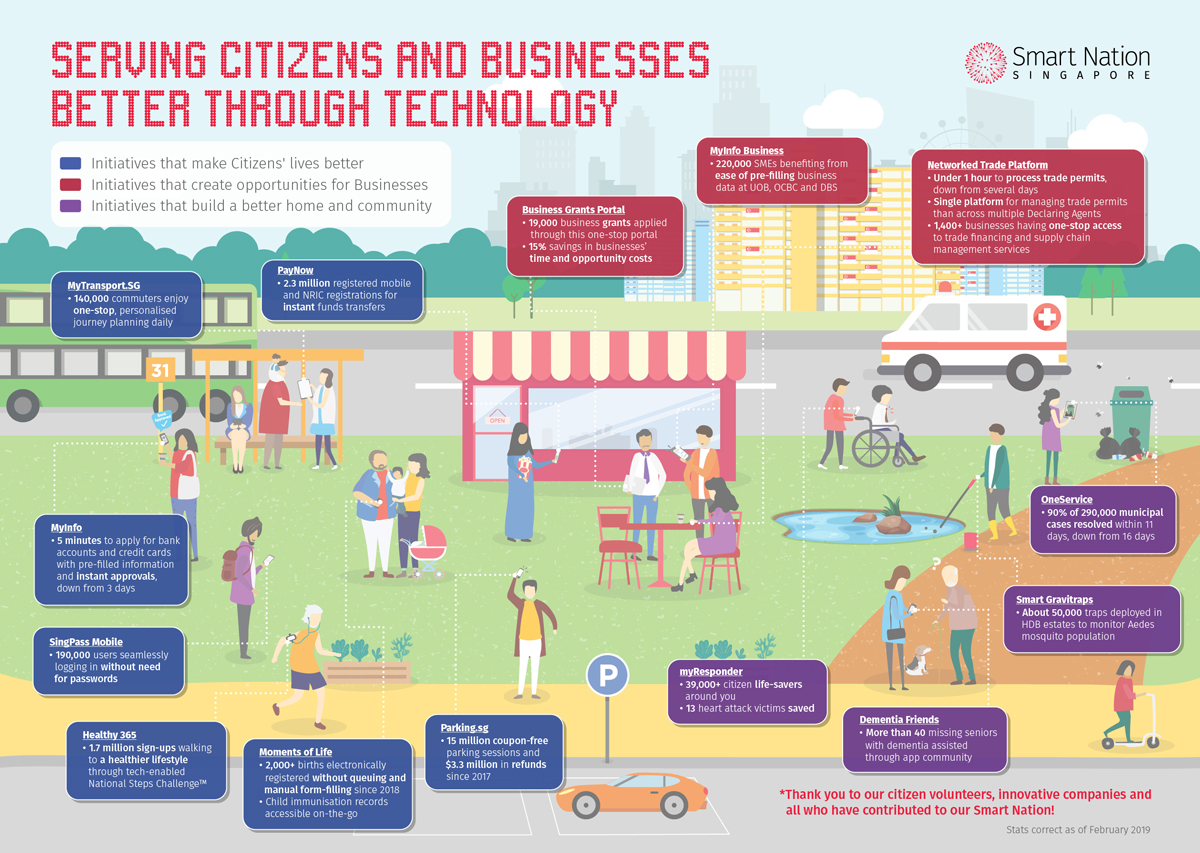 SERVING CITIZENS AND BUSINESSES
BETTER THROUGH TECHNOLOGY
Smart Nation
SINGAPORE
Initiatives that make Citizens' lives better
Initiatives that create opportunities for Businesses
Initiatives that build a better home and community
MyInfo Business
• 220,000 SMEs benefiting from
ease of pre-filling business
data at UOB, OCBC and DBS
Networked Trade Platform
• Under 1 hour to process trade permits,
down from several days
• Single platform for managing trade permits
than across multiple Declaring Agents
• 1,400+ businesses having one-stop access
to trade financing and supply chain
management services
Business Grants Portal
• 19,000 business grants applied
through this one-stop portal
• 15% savings in businesses'
time and opportunity costs
MyTransport.SG
• 140,000 commuters enjoy
one-stop, personalised
journey planning daily
PayNow
• 2.3 million registered mobile
and NRIC registrations for
instant funds transfers
31
OPEN
MyInfo
• 5 minutes to apply for bank
accounts and credit cards
with pre-filled information
and instant approvals,
down from 3 days
OneService
• 90% of 290,000 municipal
cases resolved within 11
days, down from 16 days
?
Smart Gravitraps
• About 50,000 traps deployed in
HDB estates to monitor Aedes
mosquito population
SingPass Mobile
• 190,000 users seamlessly
logging in without need
for passwords
P
myResponder
• 39,000+ citizen life-savers
around you
• 13 heart attack victims saved
Dementia Friends
• More than 40 missing seniors
with dementia assisted
through app community
Healthy 365
• 1.7 million sign-ups walking
to a healthier lifestyle
through tech-enabled
National Steps Challenge™
Moments of Life
• 2,000+ births electronically
registered without queuing and
manual form-filling since 2018
• Child immunisation records
accessible on-the-go
Parking.sg
• 15 million coupon-free
parking sessions and
$3.3 million in refunds
since 2017
*Thank you to our citizen volunteers, innovative companies and
all who have contributed to our Smart Nation!
Stats correct as of February 2019